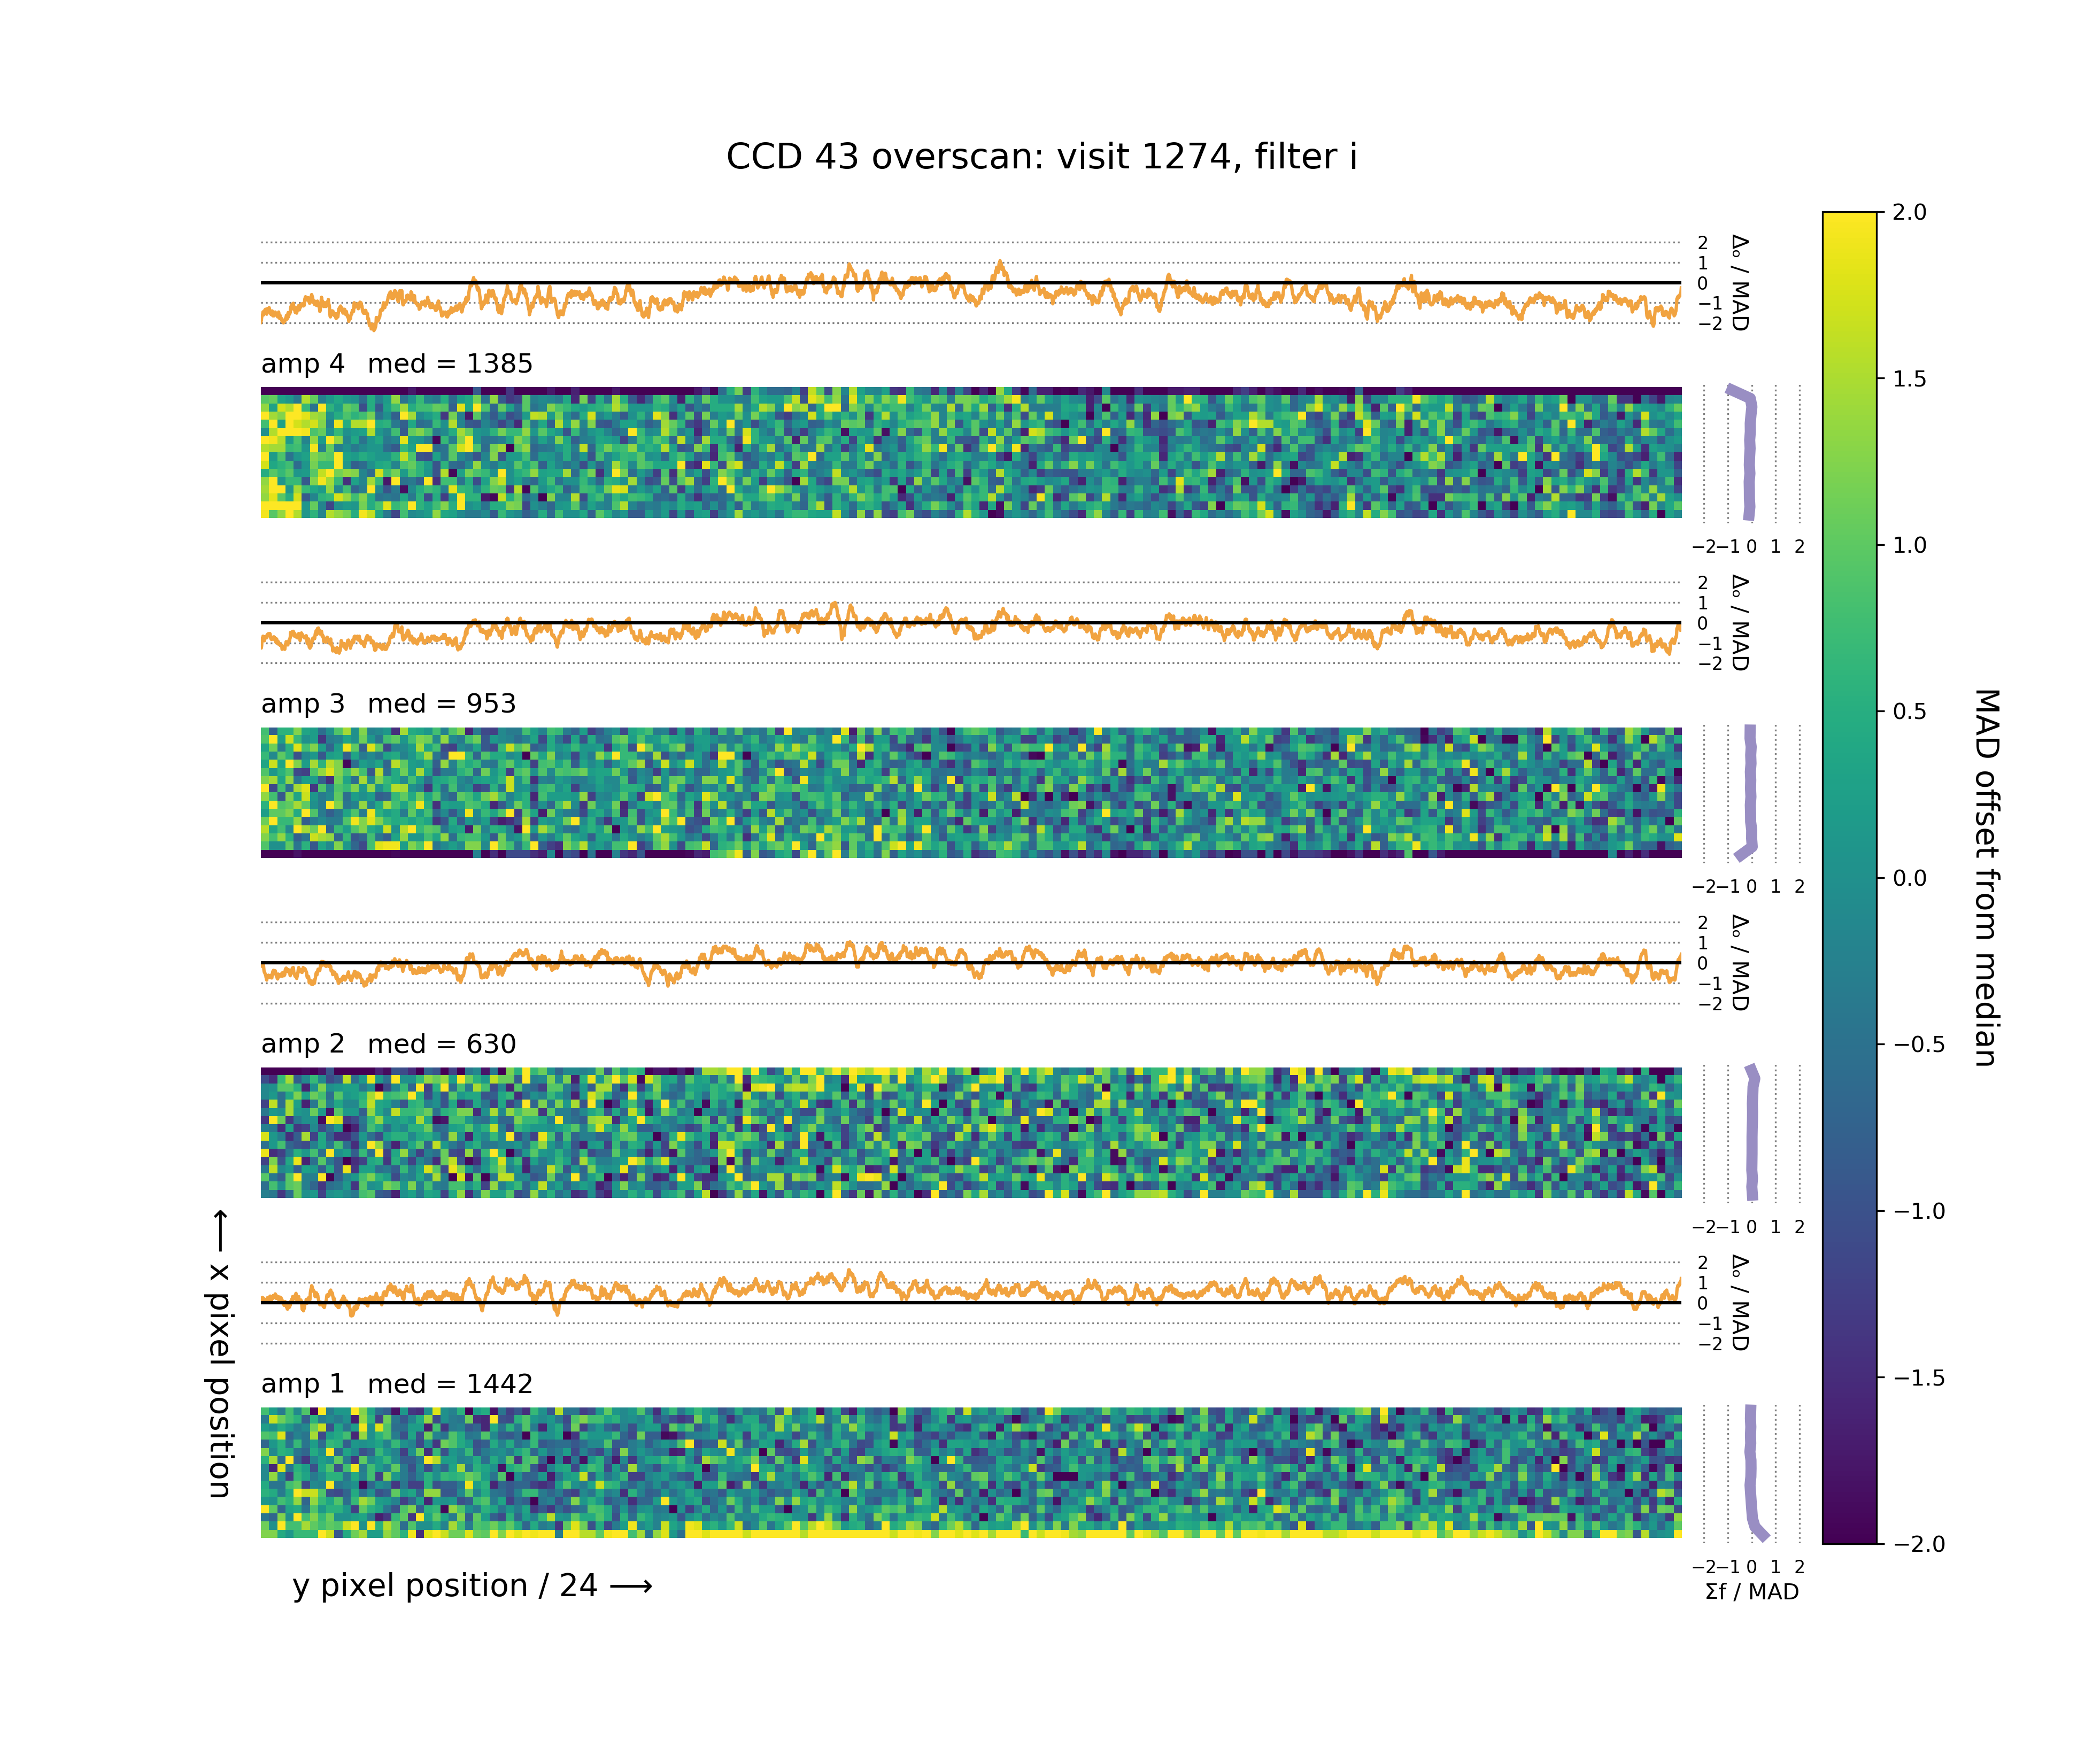 CCD 43 overscan: visit 1274, filter i
2
1
0
−1
−2
Δₒ / MAD
amp 4 med = 1385
−2 −1 0 1 2
2
1
0
−1
−2
Δₒ / MAD
amp 3 med = 953
−2 −1 0 1 2
2
1
0
−1
−2
Δₒ / MAD
amp 2 med = 630
−2 −1 0 1 2
2
1
0
−1
−2
Δₒ / MAD
amp 1 med = 1442
−2 −1 0 1 2
Σf / MAD
⟵ x pixel position
y pixel position / 24 ⟶
2.0
1.5
1.0
0.5
0.0
−0.5
−1.0
−1.5
−2.0
MAD offset from median